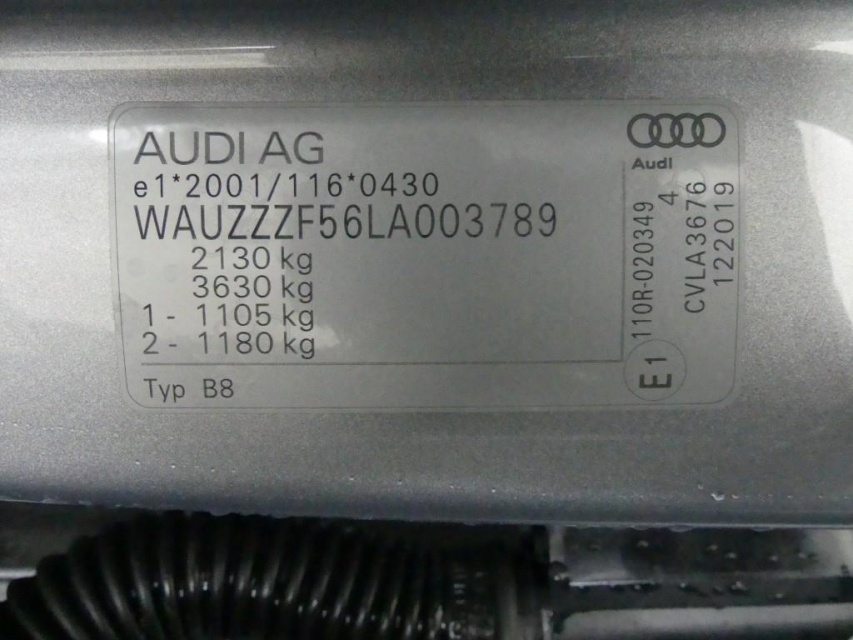 AUDI AG
e1*2001/116*0430
WAUZZZF56LA003789
2130 kg
3630 kg
1 - 1105 kg
2 - 1180 kg
Typ B8
Audi
E1
110R-020349
4
CVLA3676
122019